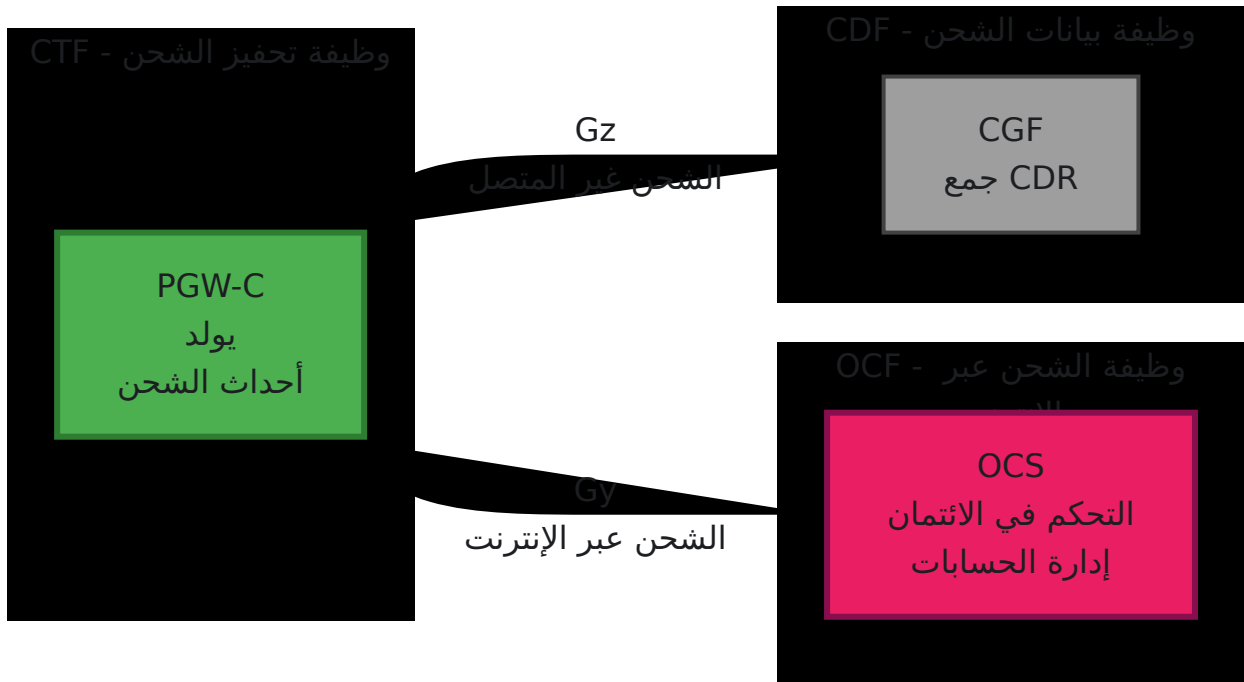 وظيفة تحفيز الشحن - CTF
PGW-C
يولد
أحداث الشحن
Gz
الشحن غير المتصل
Gy
الشحن عبر الإنترنت
وظيفة بيانات الشحن - CDF
CGF
جمع CDR
وظيفة الشحن عبر - OCF
OCS
التحكم في الائتمان
إدارة الحسابات